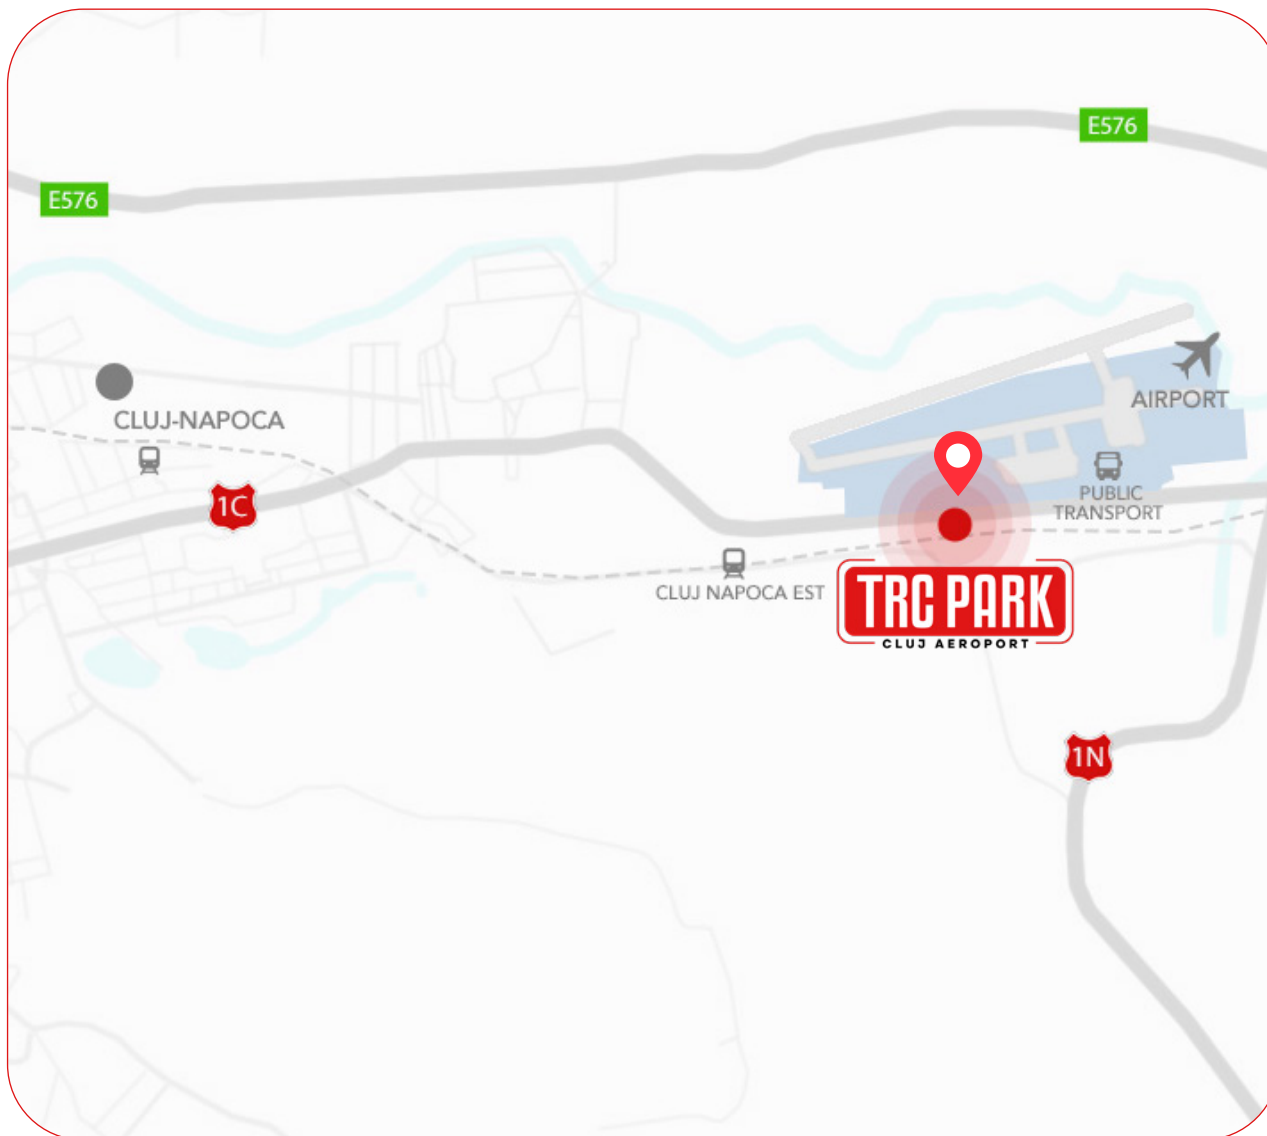 E576
E576
AIRPORT
CLUJ-NAPOCA
1C
PUBLIC
TRANSPORT
CLUJ NAPOCA EST
TRC PARK
CLUJ AEROPORT
1N